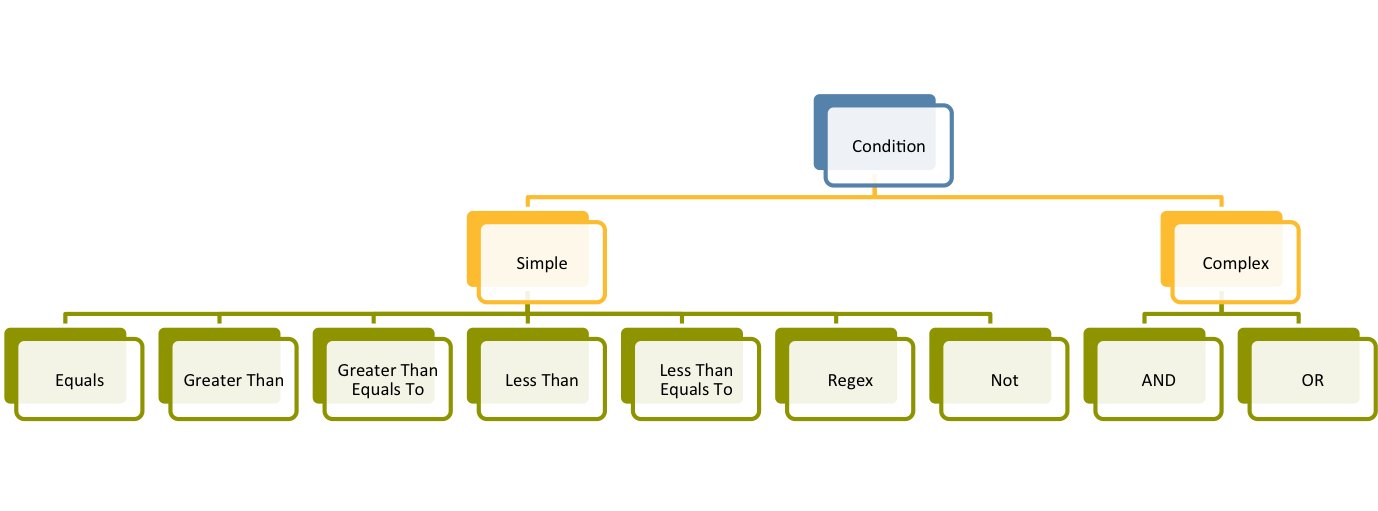 Condition
Simple
Complex
Equals
Greater Than
Greater Than
Equals To
Less Than
Less Than
Equals To
Regex
Not
AND
OR